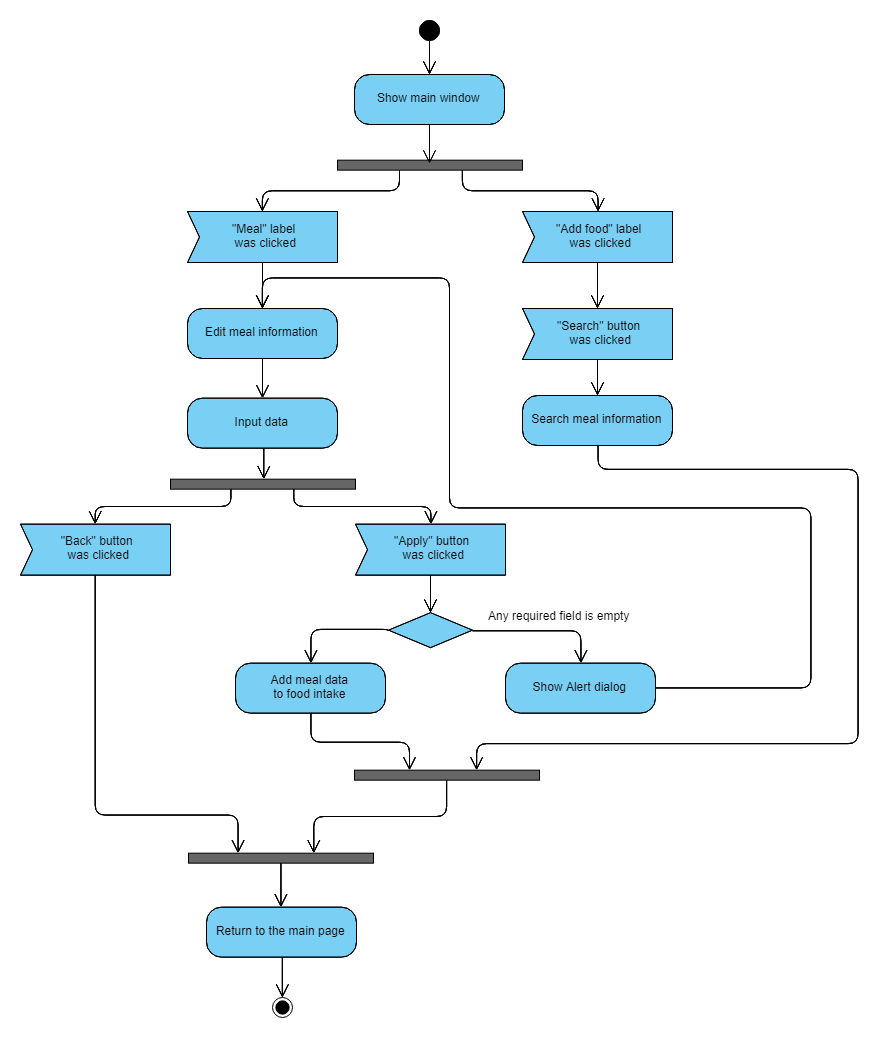 Show main window
"Meal" label
was clicked
"Add food" label
was clicked
Edit meal information
"Search" button
was clicked
Input data
Search meal information
"Back" button
was clicked
"Apply" button
was clicked
Any required field is empty
Add meal data
to food intake
Show Alert dialog
Return to the main page